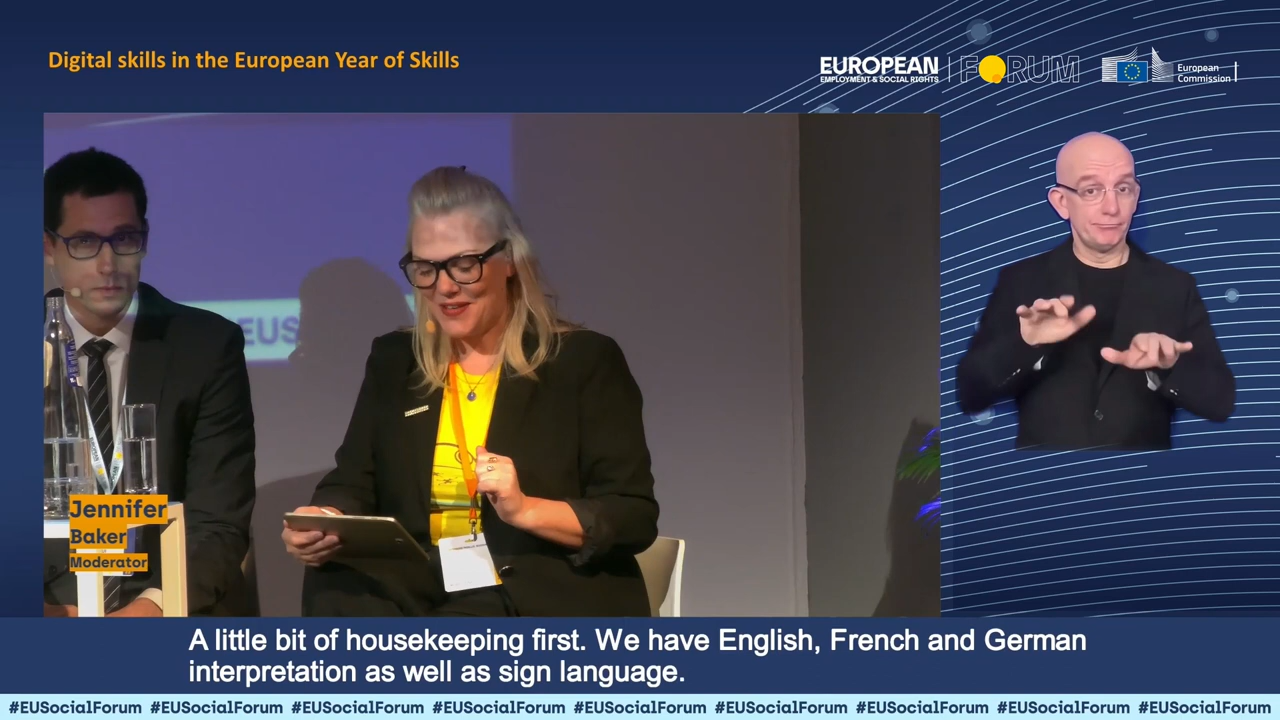 Digital skills in the European Year of Skills
EUROPEAN
EMPLOYMENT & SOCIAL RIGHTS
FORUM
European
Commission
EUS
Jennifer
Baker
Moderator
A little bit of housekeeping first. We have English, French and German
interpretation as well as sign language.
#EUSocialForum #EUSocialForum #EUSocialForum #EUSocialForum #EUSocialForum #EUSocialForum #EUSocialForum #EUSocialForum #EUSocialForum